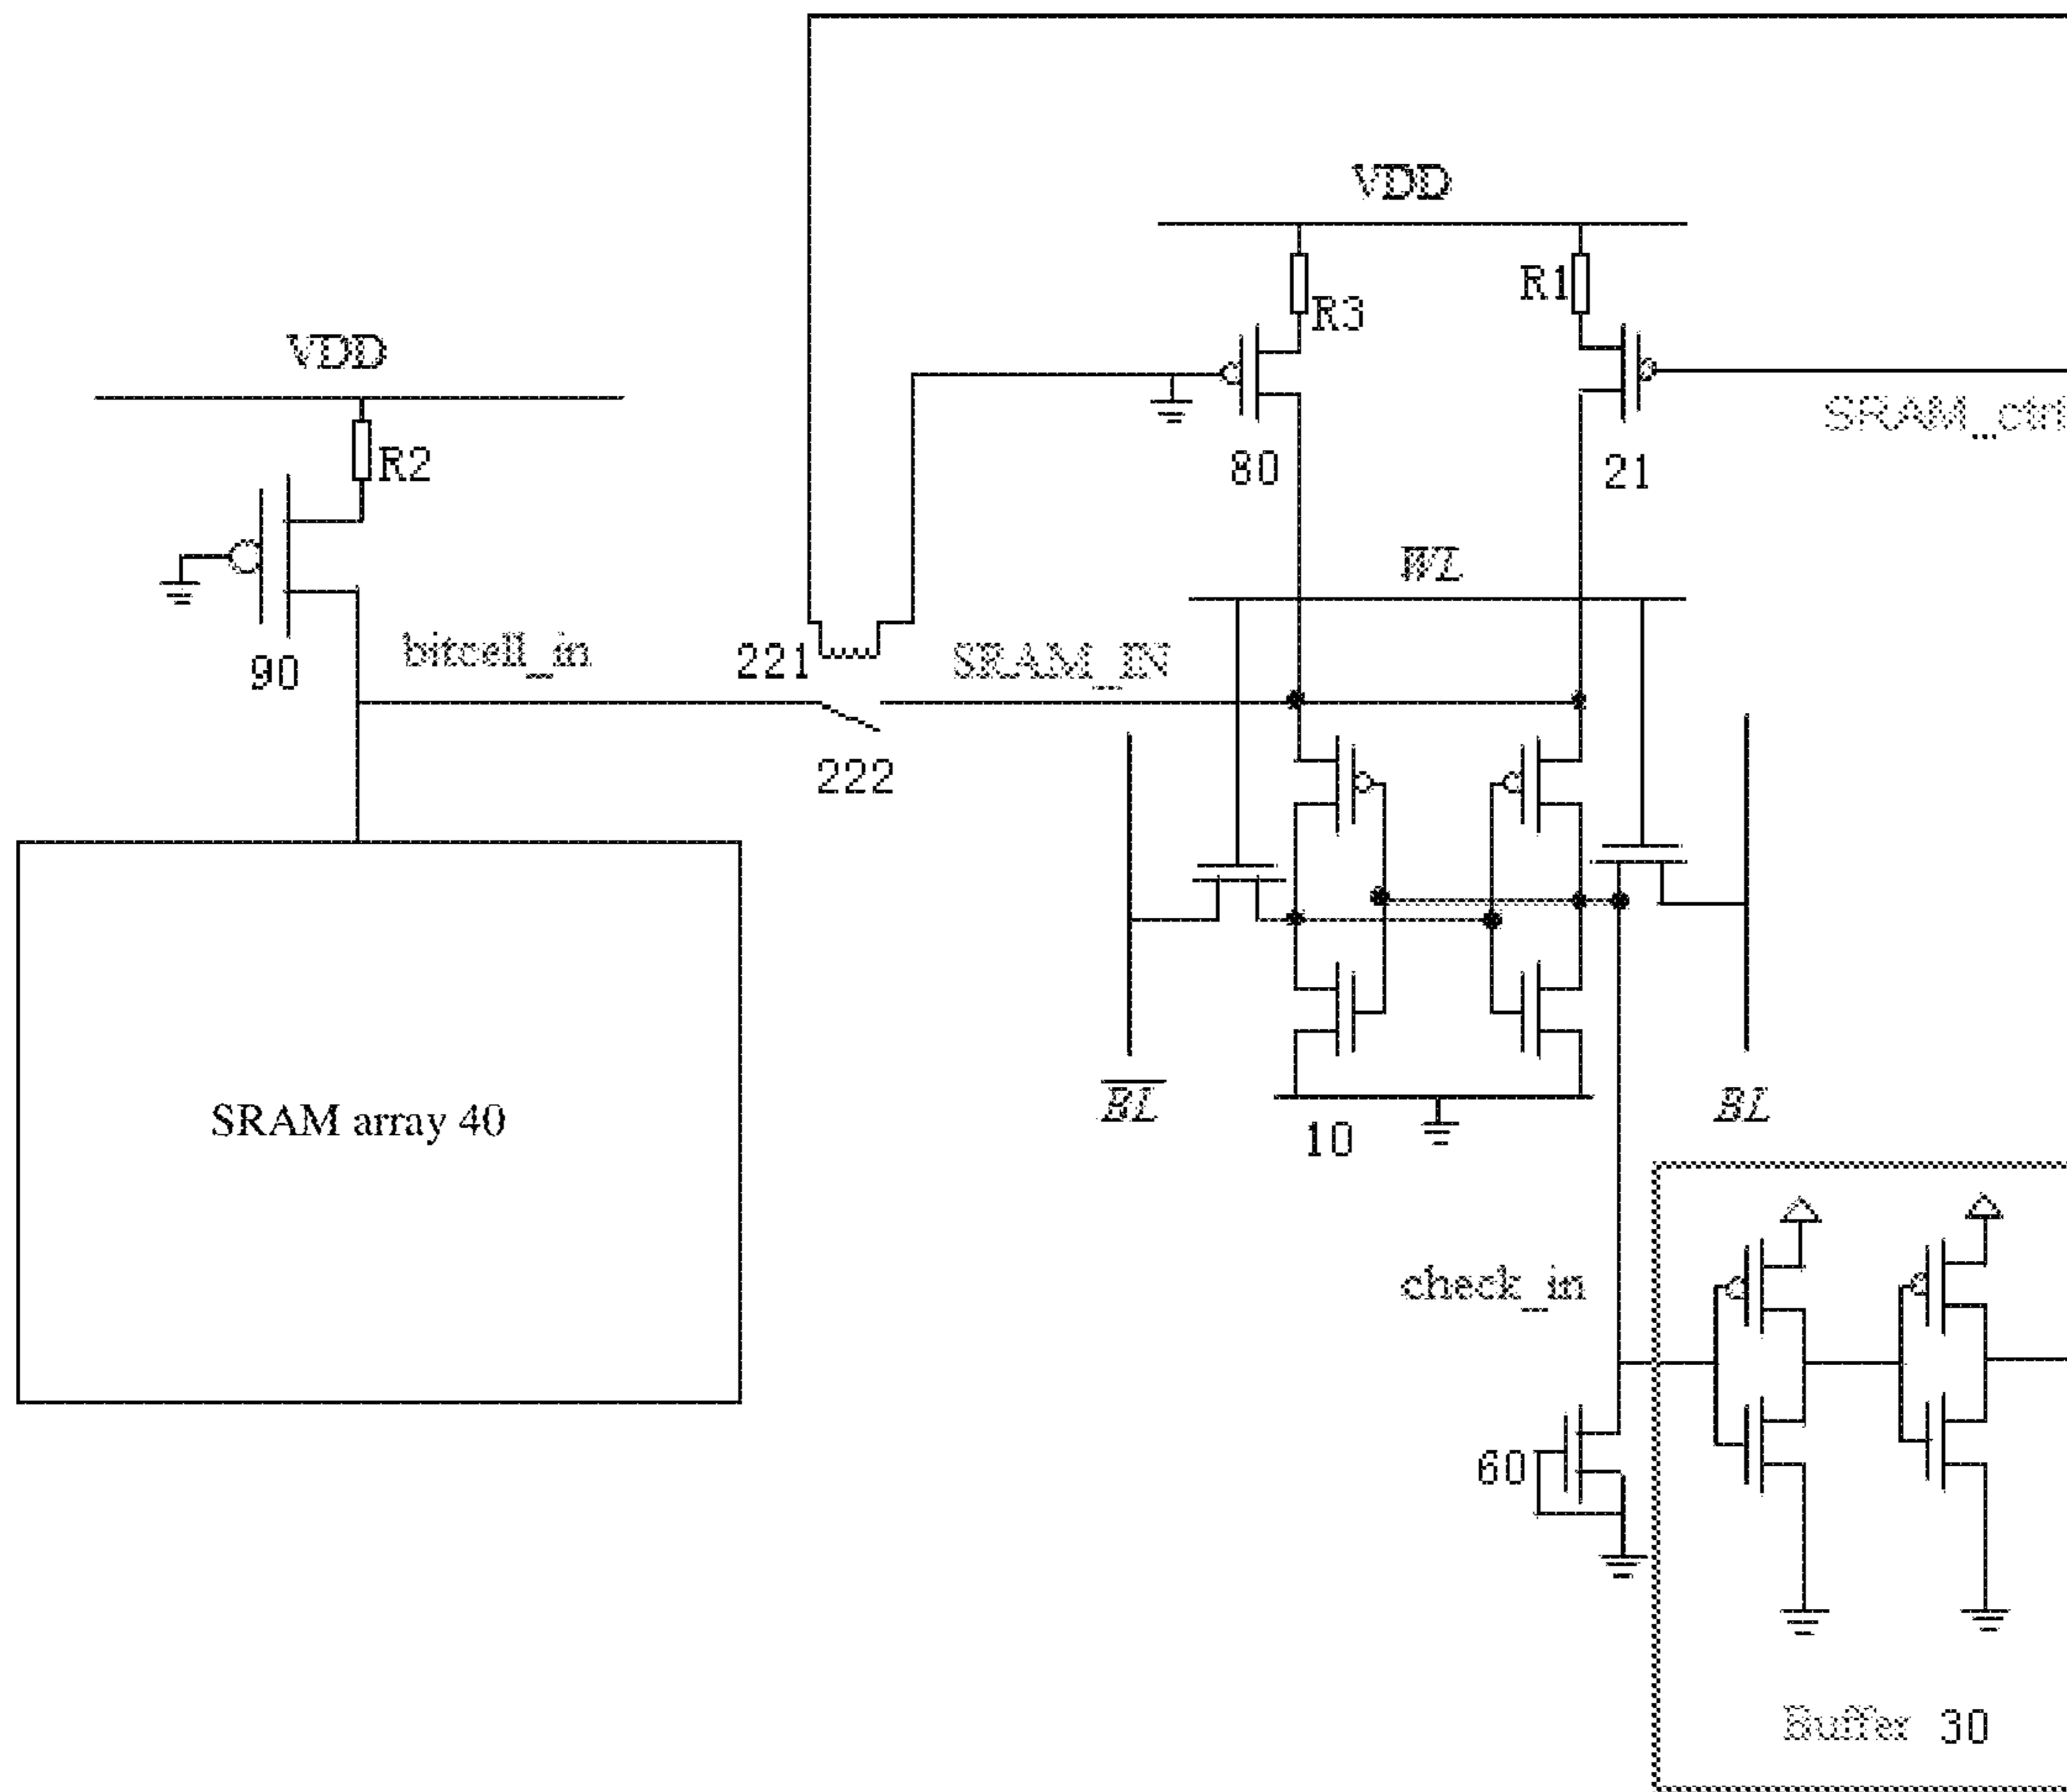 VDD
R3
R1
VDD
SRAM_ctrl
R2
80
21
WL
bitcell_in
221
SRAM_IN
90
222
SRAM array 40
B̅L̅
10
BL
check_in
60
Buffer 30